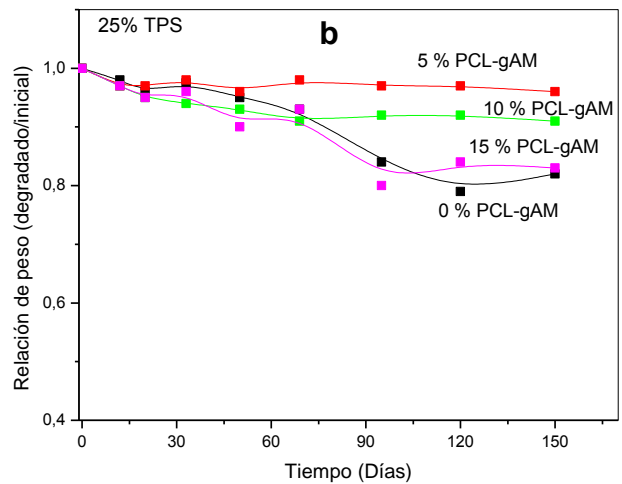 25% TPS
b
5 % PCL-gAM
10 % PCL-gAM
15 % PCL-gAM
0 % PCL-gAM
Relación de peso (degradado/inicial)
1,0
0,8
0,6
0,4
0 30 60 90 120 150
Tiempo (Días)